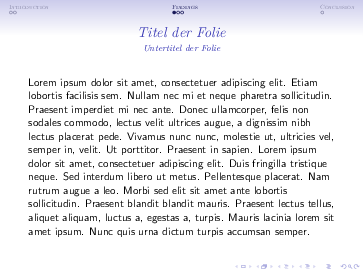 Titel der Folie
Untertitel der Folie
Lorem ipsum dolor sit amet, consectetuer adipiscing elit. Etiam
lobortis facilisis sem. Nullam nec mi et neque pharetra sollicitudin.
Praesent imperdiet mi nec ante. Donec ullamcorper, felis non
sodales commodo, lectus velit ultrices augue, a dignissim nibh
lectus placerat pede. Vivamus nunc nunc, molestie ut, ultricies vel,
semper in, velit. Ut porttitor. Praesent in sapien. Lorem ipsum
dolor sit amet, consectetuer adipiscing elit. Duis fringilla tristique
neque. Sed interdum libero ut metus. Pellentesque placerat. Nam
rutrum augue a leo. Morbi sed elit sit amet ante lobortis
sollicitudin. Praesent blandit blandit mauris. Praesent lectus tellus,
aliquet aliquam, luctus a, egestas a, turpis. Mauris lacinia lorem sit
amet ipsum. Nunc quis urna dictum turpis accumsan semper.